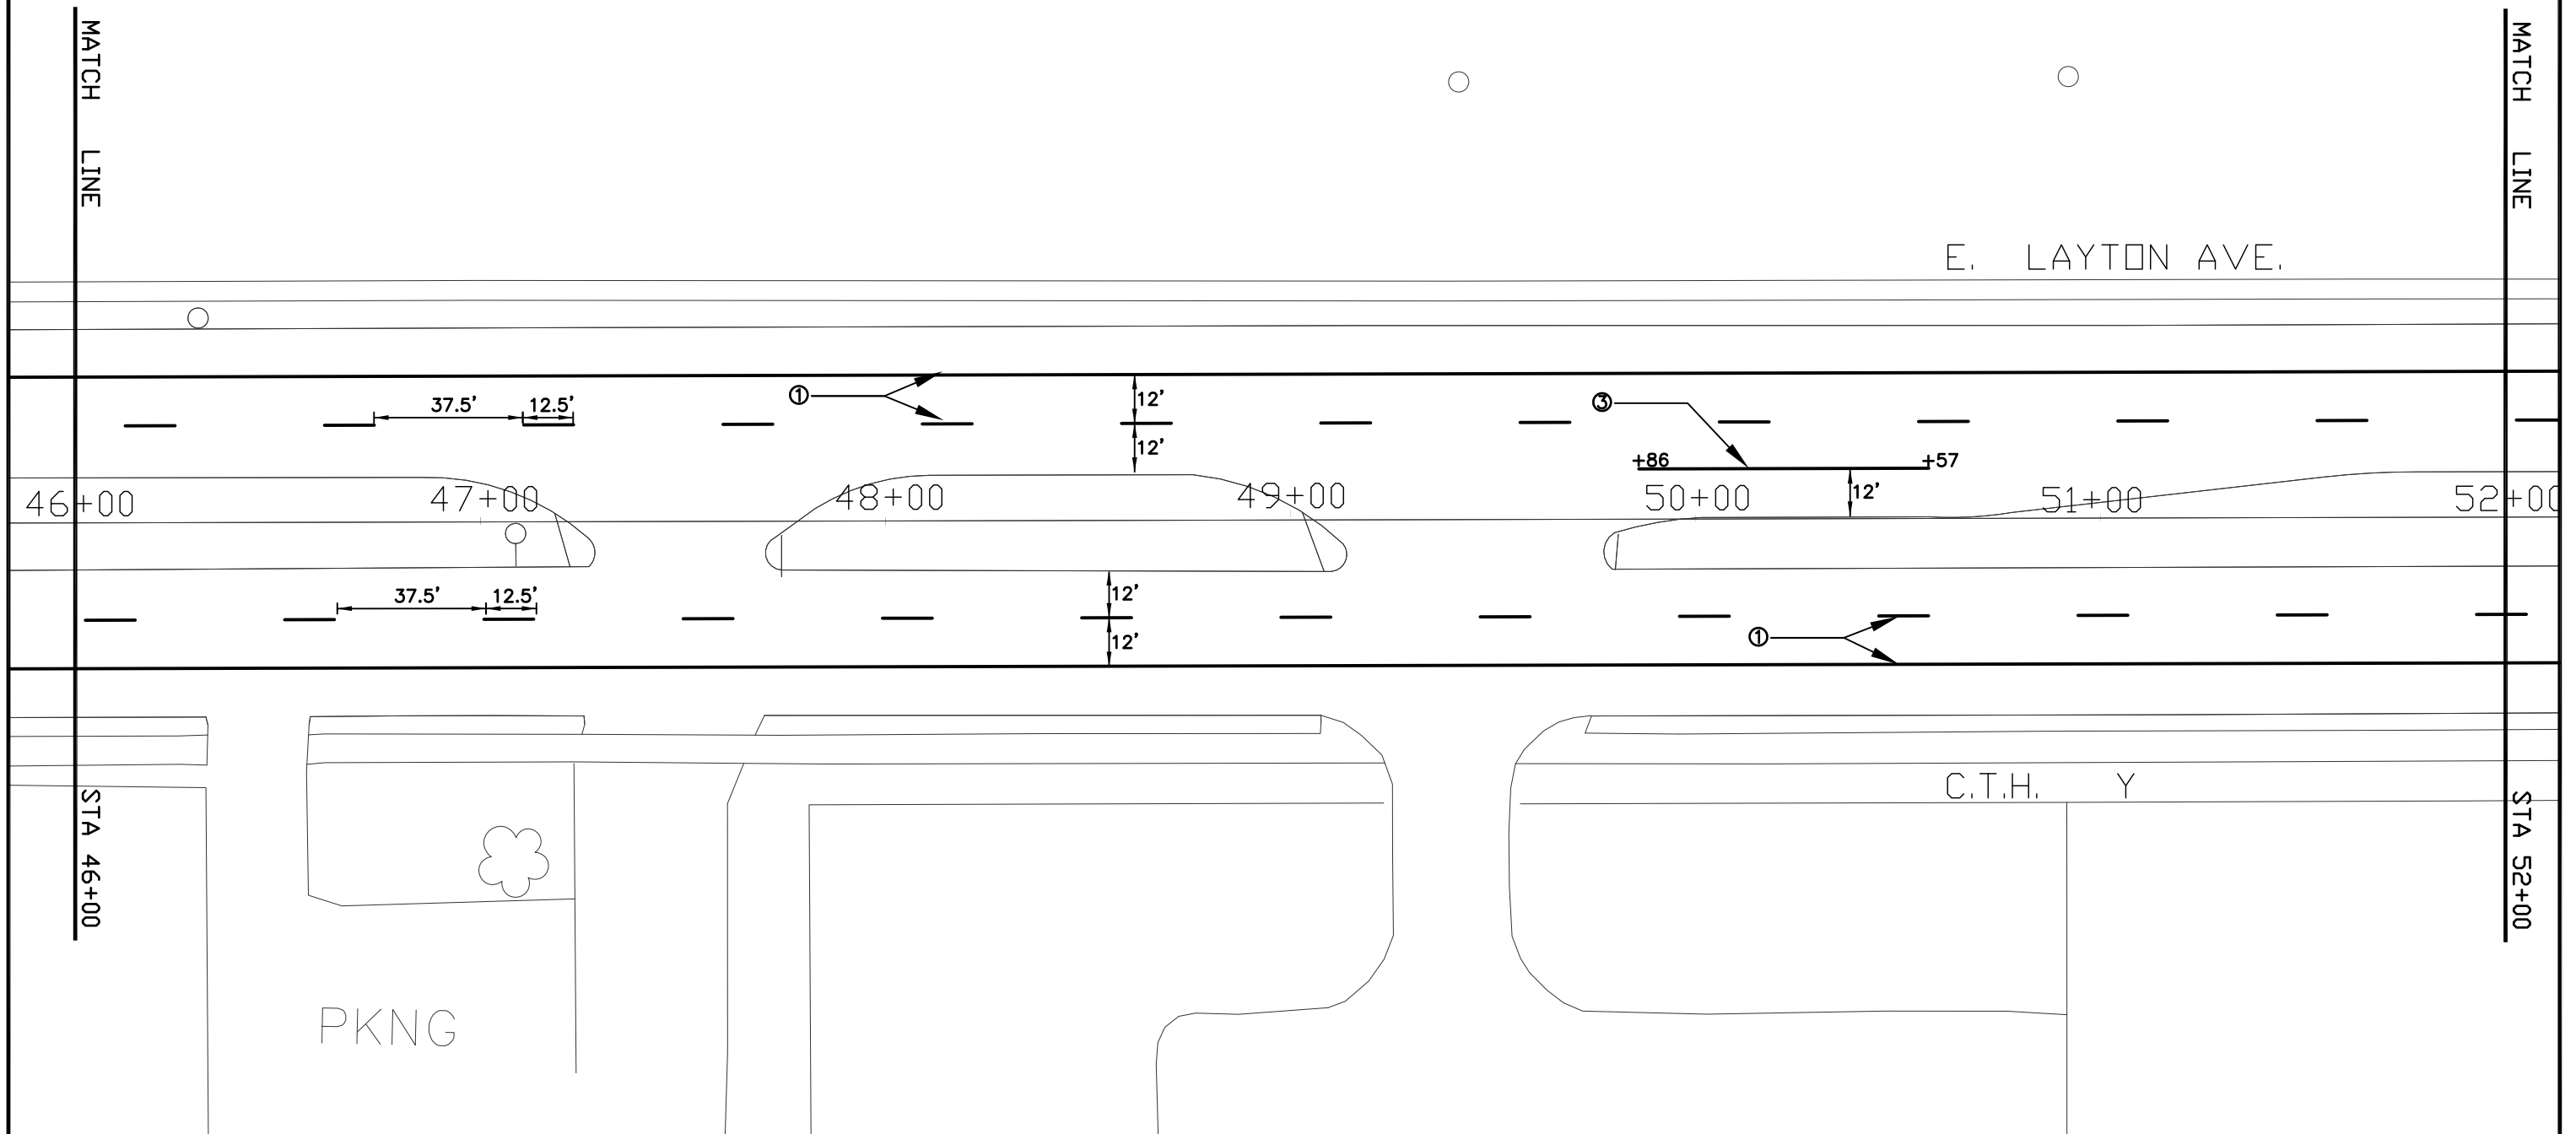 MATCH LINE
MATCH LINE
E. LAYTON AVE.
37.5' 12.5'
①
12'
③
12'
+86 +57
46+00 47+00 48+00 49+00 50+00 12' 51+00 52+00
37.5' 12.5'
12'
①
12'
C.T.H. Y
STA 46+00
STA 52+00
PKNG